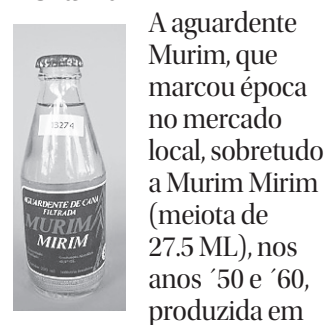 A aguardente
Murim, que
marcou época
no mercado
local, sobretudo
a Murim Mirim
(meiota de
27.5 ML), nos
anos ´50 e ´60,
produzida em
AGUARDENTE DE CANA
FILTRADA
MURIM
MIRIM